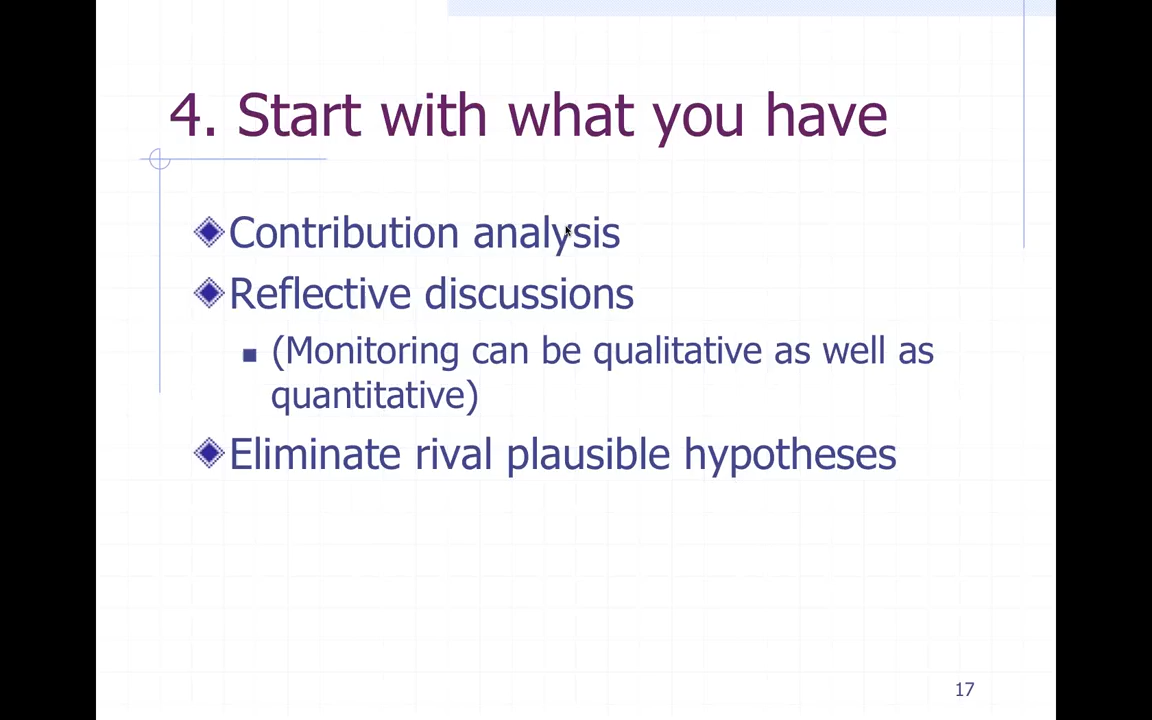 4. Start with what you have
Contribution analysis
Reflective discussions
(Monitoring can be qualitative as well as
quantitative)
Eliminate rival plausible hypotheses
17